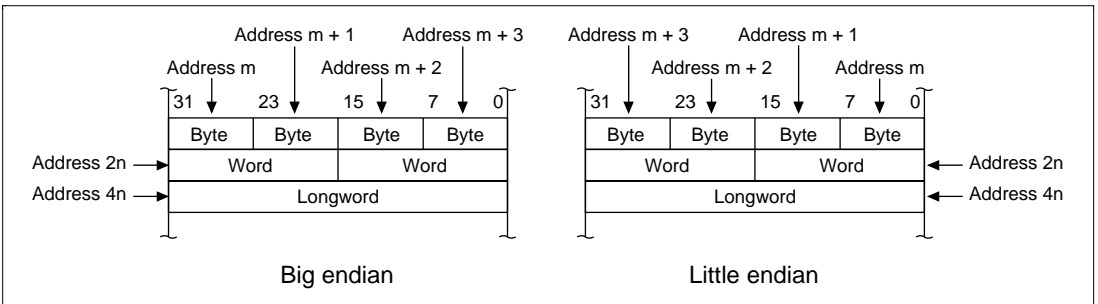 Address m + 1 Address m + 3 Address m + 3 Address m + 1
Address m Address m + 2 Address m + 2 Address m
31 23 15 7 0 31 23 15 7 0
Byte Byte Byte Byte Byte Byte Byte Byte
Address 2n Word Word Word Word Address 2n
Address 4n Longword Longword Address 4n
Big endian Little endian